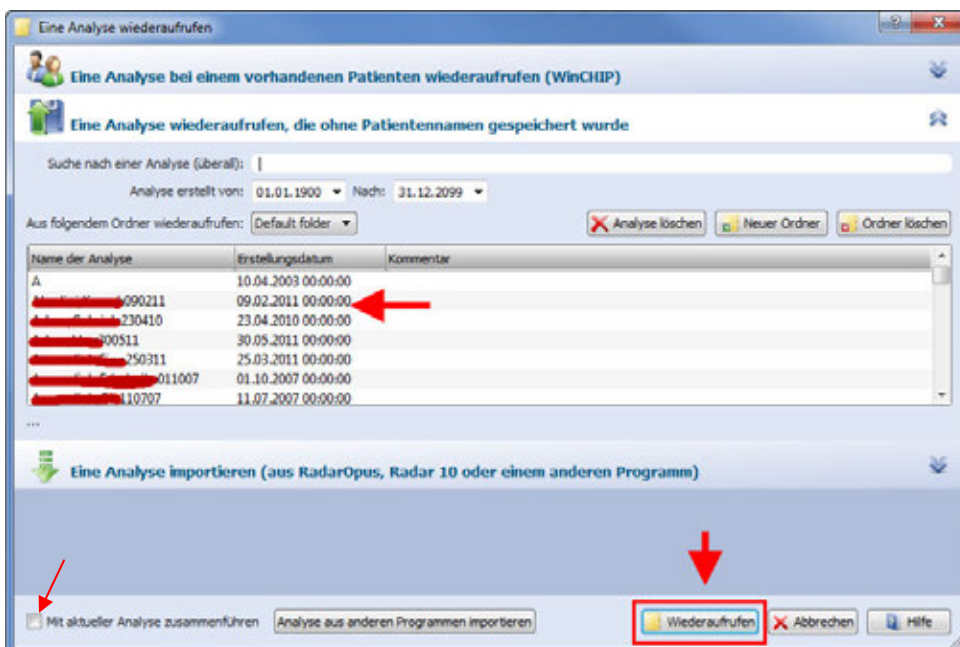 Eine Analyse wiederaufrufen
Eine Analyse bei einem vorhandenen Patienten wiederaufrufen (WinCHIP)
Eine Analyse wiederaufrufen, die ohne Patientennamen gespeichert wurde
Suche nach einer Analyse (überall):
Analyse erstellt von: 01.01.1900 Nach: 31.12.2099
Aus folgendem Ordner wiederaufrufen: Default folder Analyse löschen Neuer Ordner Ordner löschen
Name der Analyse Erstellungsdatum Kommentar
A 10.04.2003 00:00:00
090211 09.02.2011 00:00:00
230410 23.04.2010 00:00:00
300511 30.05.2011 00:00:00
250311 25.03.2011 00:00:00
011007 01.10.2007 00:00:00
110707 11.07.2007 00:00:00
...
Eine Analyse importieren (aus RadarOpus, Radar 10 oder einem anderen Programm)
Mit aktueller Analyse zusammenführen Analyse aus anderen Programmen importieren Wiederaufrufen Abbrechen Hilfe